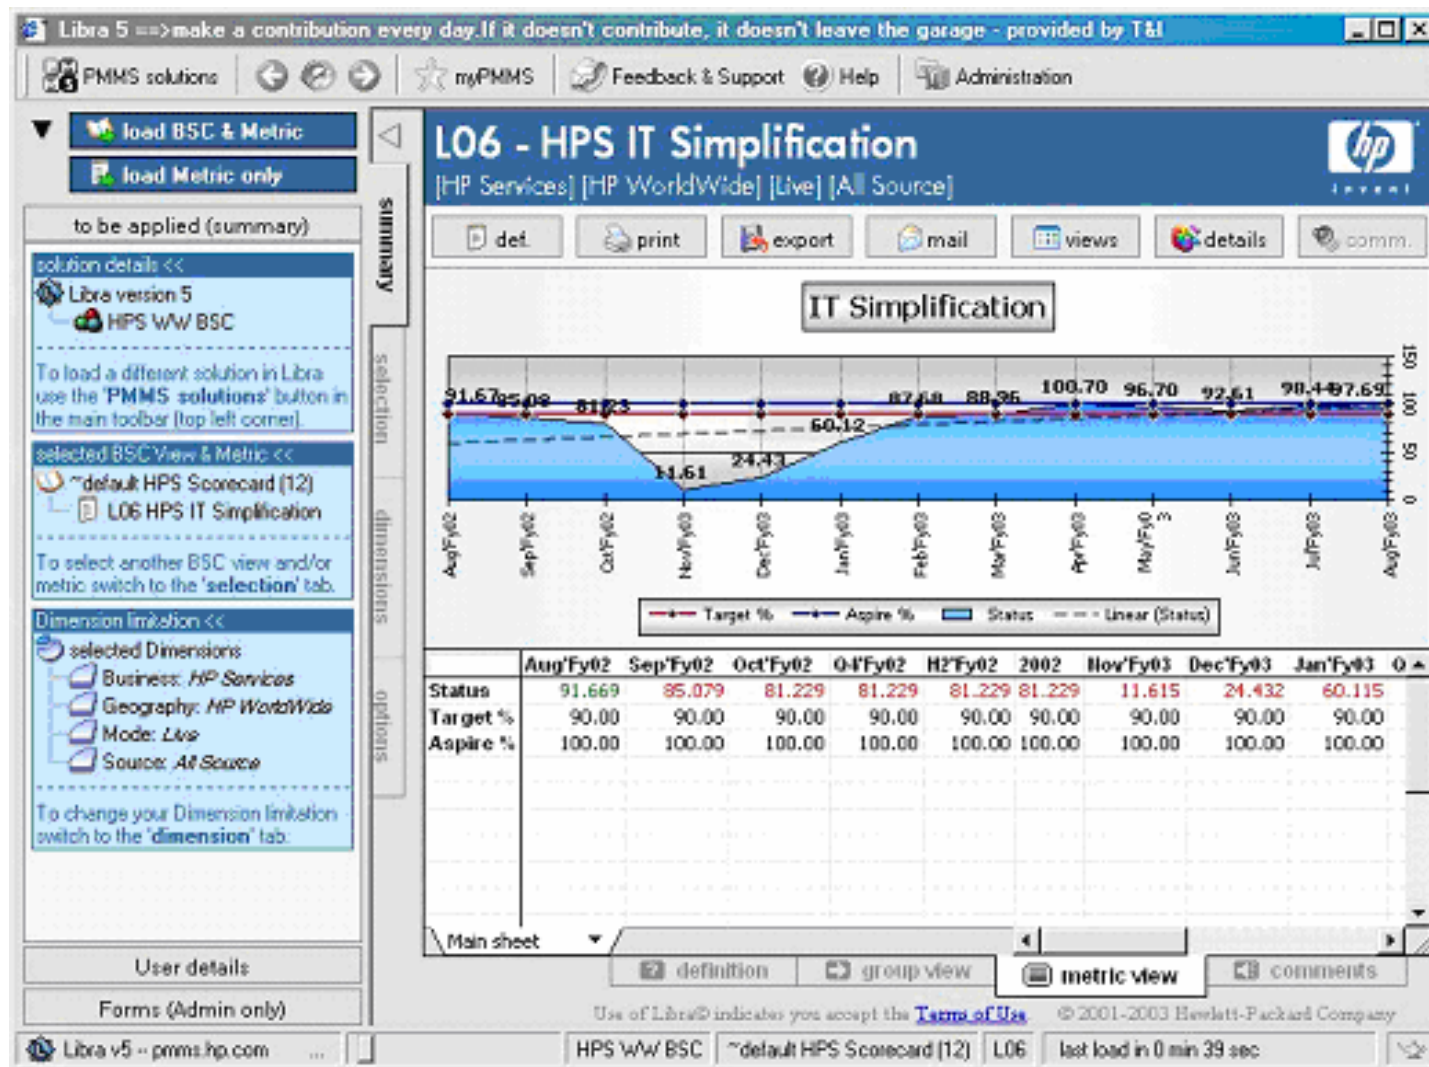 Libra 5 ==>make a contribution every day.If it doesn't contribute, it doesn't leave the garage - provided by T&I
PMMS solutions myPMMS Feedback & Support Help Administration
load BSC & Metric
load Metric only
to be applied (summary)
solution details <<
Libra version 5
HPS WW BSC
To load a different solution in Libra
use the 'PMMS solutions' button in
the main toolbar (top left corner).
selected BSC View & Metric <<
~default HPS Scorecard (12)
L06 HPS IT Simplification
To select another BSC view and/or
metric switch to the 'selection' tab.
Dimension limitation <<
selected Dimensions
Business: HP Services
Geography: HP WorldWide
Mode: Live
Source: All Source
To change your Dimension limitation
switch to the 'dimension' tab.
User details
Forms (Admin only)
summary
selection
dimensions
options
L06 - HPS IT Simplification
[HP Services] [HP WorldWide] [Live] [All Source]
hp
invent
def. print export mail views details comm.
IT Simplification
91.67 85.08 81.23 11.61 24.43 60.12 87.68 88.96 100.70 96.70 92.61 98.44 97.69
150
100
50
0
Aug'Fy02 Sep'Fy02 Oct'Fy02 Nov'Fy03 Dec'Fy03 Jan'Fy03 Feb'Fy03 Mar'Fy03 Apr'Fy03 May'Fy03 Jun'Fy03 Jul'Fy03 Aug'Fy03
Target % Aspire % Status Linear (Status)
Aug'Fy02 Sep'Fy02 Oct'Fy02 Q4'Fy02 H2'Fy02 2002 Nov'Fy03 Dec'Fy03 Jan'Fy03 Q
Status 91.669 85.079 81.229 81.229 81.229 81.229 11.615 24.432 60.115
Target % 90.00 90.00 90.00 90.00 90.00 90.00 90.00 90.00 90.00
Aspire % 100.00 100.00 100.00 100.00 100.00 100.00 100.00 100.00 100.00
Main sheet
definition group view metric view comments
Use of Libra© indicates you accept the Terms of Use © 2001-2003 Hewlett-Packard Company
Libra v5 -- pmms.hp.com ... HPS WW BSC ~default HPS Scorecard (12) L06 last load in 0 min 39 sec